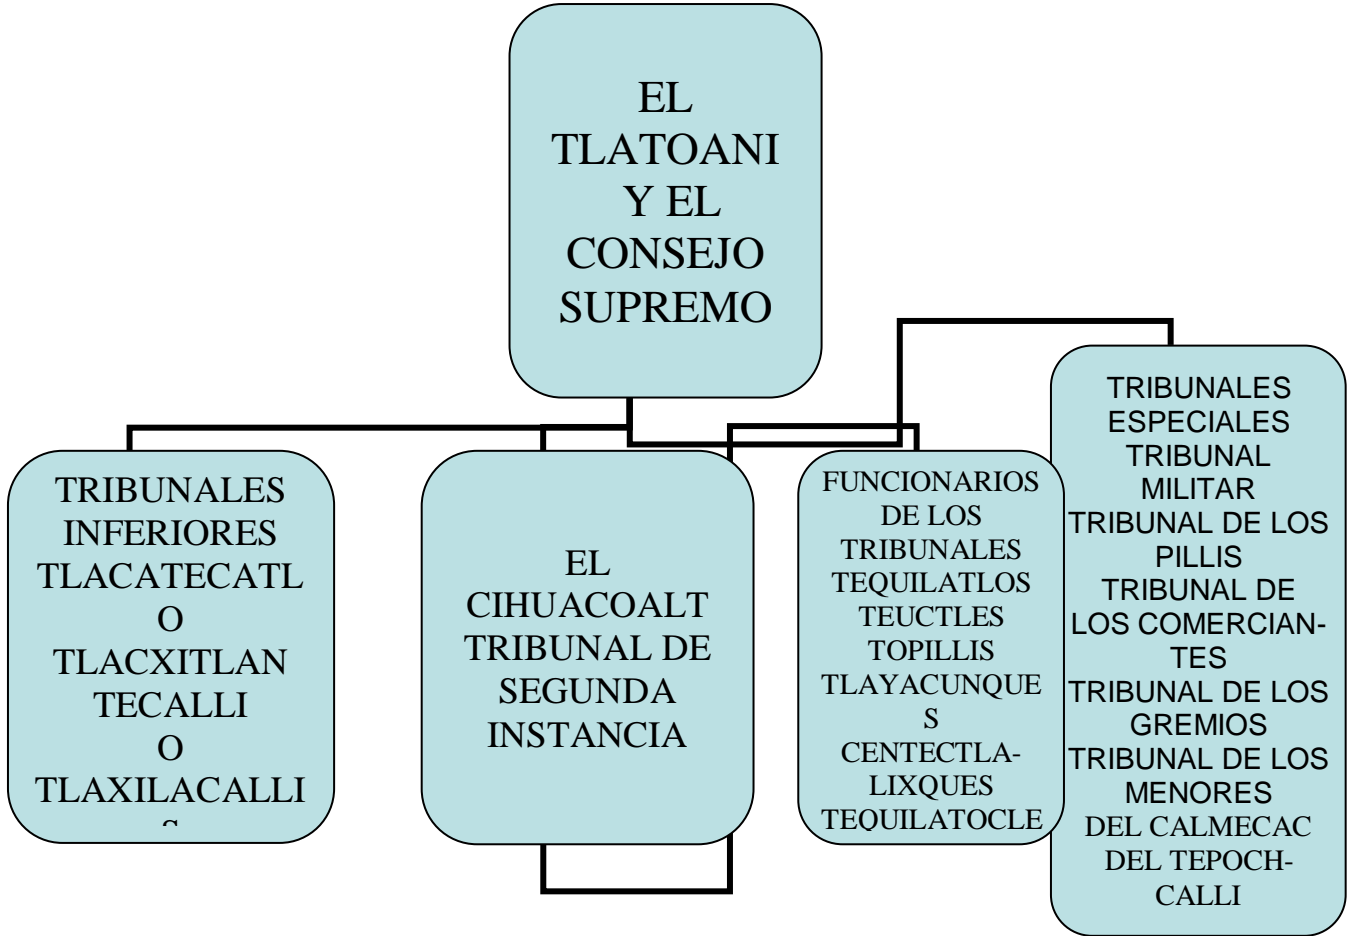 EL
TLATOANI
Y EL
CONSEJO
SUPREMO
TRIBUNALES
INFERIORES
TLACATECATL
O
TLACXITLAN
TECALLI
O
TLAXILACALLI
S
EL
CIHUACOALT
TRIBUNAL DE
SEGUNDA
INSTANCIA
FUNCIONARIOS
DE LOS
TRIBUNALES
TEQUILATLOS
TEUCTLES
TOPILLIS
TLAYACUNQUE
S
CENTECTLA-
LIXQUES
TEQUILATOCLE
TRIBUNALES
ESPECIALES
TRIBUNAL
MILITAR
TRIBUNAL DE LOS
PILLIS
TRIBUNAL DE
LOS COMERCIAN-
TES
TRIBUNAL DE LOS
GREMIOS
TRIBUNAL DE LOS
MENORES
DEL CALMECAC
DEL TEPOCH-
CALLI